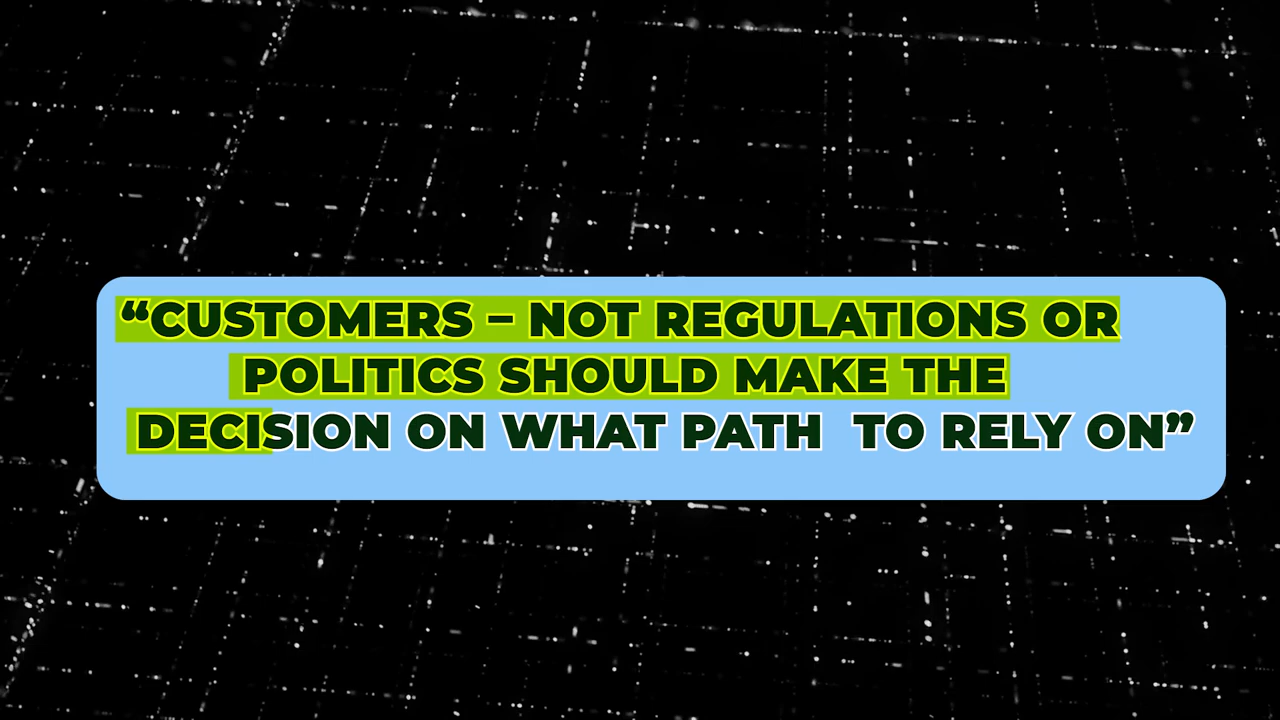 “CUSTOMERS – NOT REGULATIONS OR
POLITICS SHOULD MAKE THE
DECISION ON WHAT PATH  TO RELY ON”